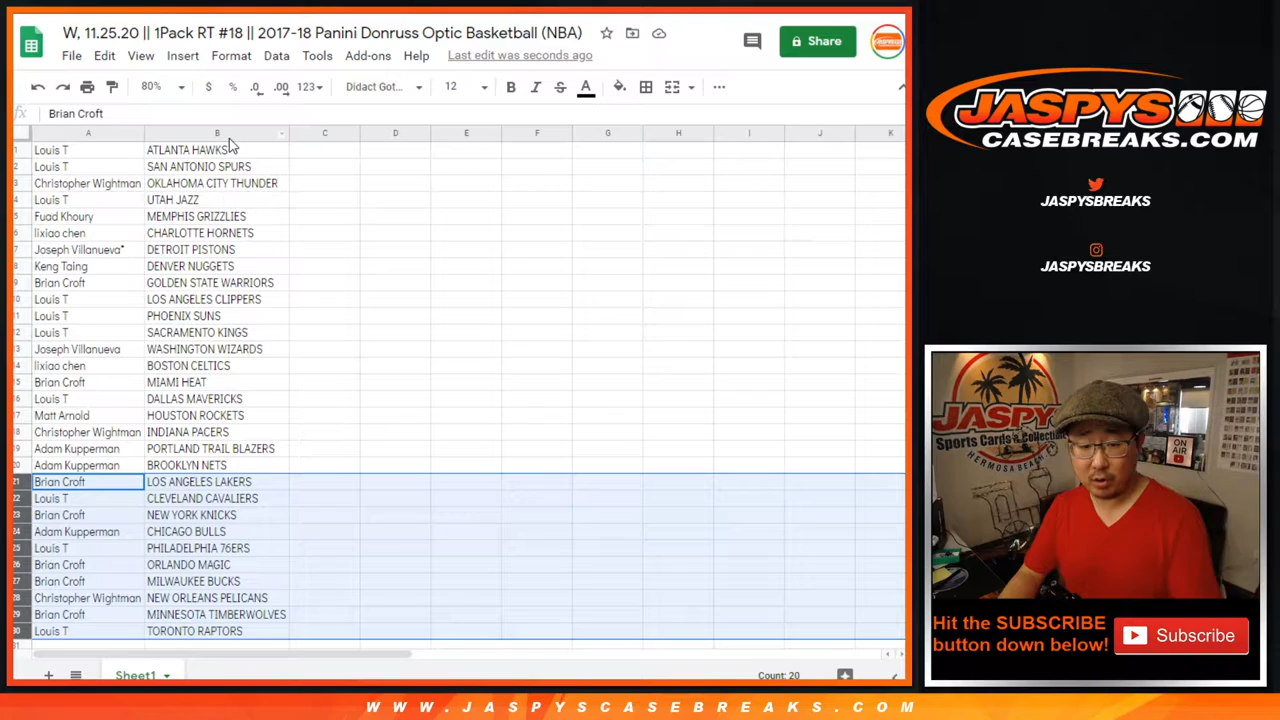 W, 11.25.20 || 1Pack RT #18 || 2017-18 Panini Donruss Optic Basketball (NBA)
Share
File Edit View Insert Format Data Tools Add-ons Help Last edit was seconds ago
80% $ % .0 .00 123 Didact Got... 12 B I S A
fx Brian Croft
A B C D E F G H I J K
1 Louis T ATLANTA HAWKS
2 Louis T SAN ANTONIO SPURS
3 Christopher Wightman OKLAHOMA CITY THUNDER
4 Louis T UTAH JAZZ
5 Fuad Khoury MEMPHIS GRIZZLIES
6 lixiao chen CHARLOTTE HORNETS
7 Joseph Villanueva* DETROIT PISTONS
8 Keng Taing DENVER NUGGETS
9 Brian Croft GOLDEN STATE WARRIORS
10 Louis T LOS ANGELES CLIPPERS
11 Louis T PHOENIX SUNS
12 Louis T SACRAMENTO KINGS
13 Joseph Villanueva WASHINGTON WIZARDS
14 lixiao chen BOSTON CELTICS
15 Brian Croft MIAMI HEAT
16 Louis T DALLAS MAVERICKS
17 Matt Arnold HOUSTON ROCKETS
18 Christopher Wightman INDIANA PACERS
19 Adam Kupperman PORTLAND TRAIL BLAZERS
20 Adam Kupperman BROOKLYN NETS
21 Brian Croft LOS ANGELES LAKERS
22 Louis T CLEVELAND CAVALIERS
23 Brian Croft NEW YORK KNICKS
24 Adam Kupperman CHICAGO BULLS
25 Louis T PHILADELPHIA 76ERS
26 Brian Croft ORLANDO MAGIC
27 Brian Croft MILWAUKEE BUCKS
28 Christopher Wightman NEW ORLEANS PELICANS
29 Brian Croft MINNESOTA TIMBERWOLVES
30 Louis T TORONTO RAPTORS
31
Sheet1
Count: 20
JASPYS
CASEBREAKS.COM
JASPYSBREAKS
JASPYSBREAKS
JASPY'S
Sports Cards & Collectibles
HERMOSA BEACH
ON AIR
Hit the SUBSCRIBE
button down below!
Subscribe
WWW.JASPYSCASEBREAKS.COM